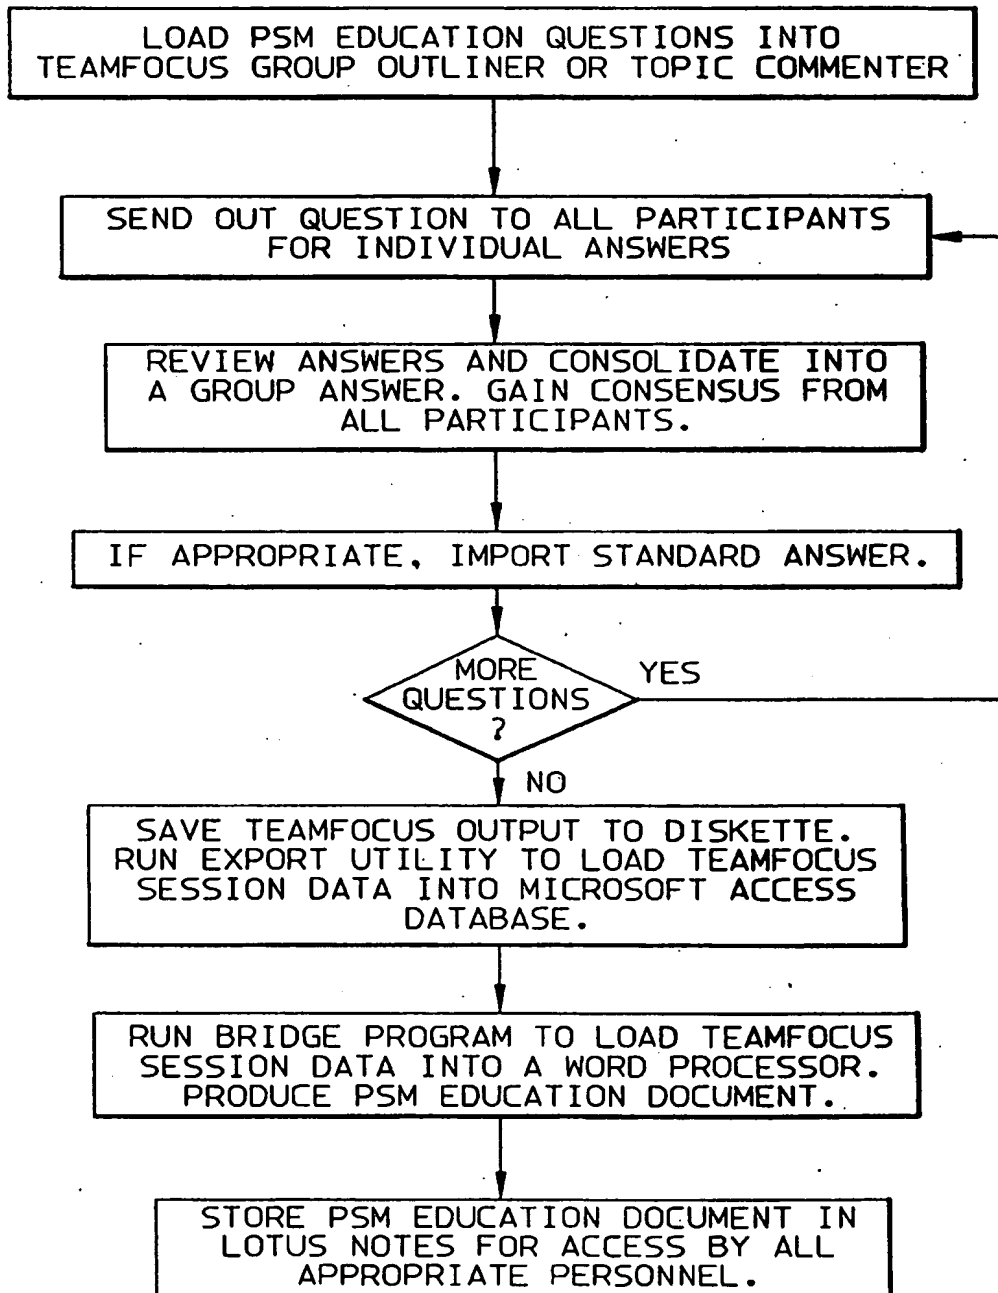 LOAD PSM EDUCATION QUESTIONS INTO
TEAMFOCUS GROUP OUTLINER OR TOPIC COMMENTER
SEND OUT QUESTION TO ALL PARTICIPANTS
FOR INDIVIDUAL ANSWERS
REVIEW ANSWERS AND CONSOLIDATE INTO
A GROUP ANSWER. GAIN CONSENSUS FROM
ALL PARTICIPANTS.
IF APPROPRIATE, IMPORT STANDARD ANSWER.
MORE
QUESTIONS
?
YES
NO
SAVE TEAMFOCUS OUTPUT TO DISKETTE.
RUN EXPORT UTILITY TO LOAD TEAMFOCUS
SESSION DATA INTO MICROSOFT ACCESS
DATABASE.
RUN BRIDGE PROGRAM TO LOAD TEAMFOCUS
SESSION DATA INTO A WORD PROCESSOR.
PRODUCE PSM EDUCATION DOCUMENT.
STORE PSM EDUCATION DOCUMENT IN
LOTUS NOTES FOR ACCESS BY ALL
APPROPRIATE PERSONNEL.